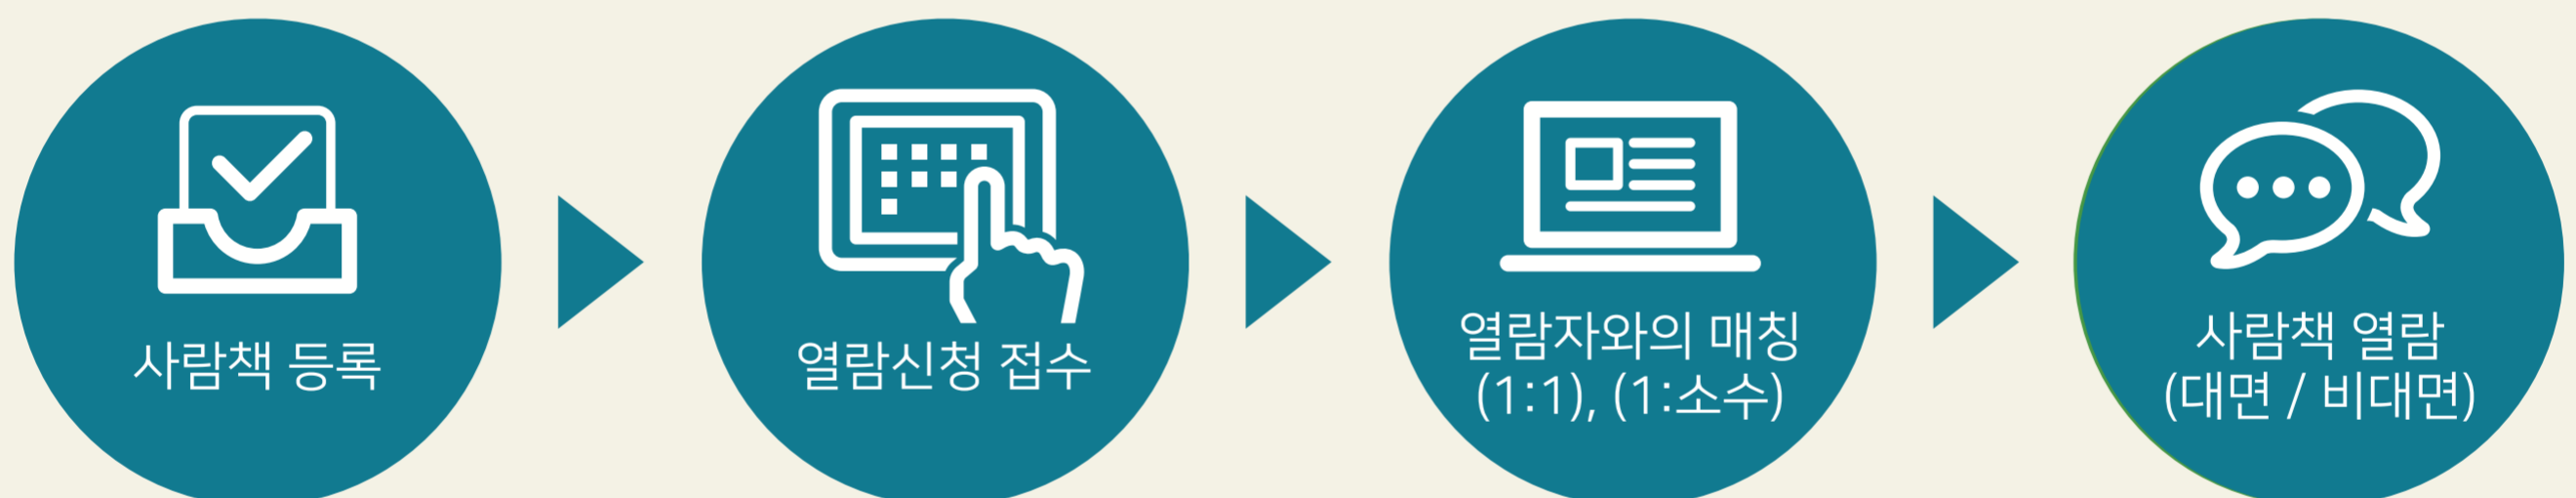 사람책 등록
열람신청 접수
열람자와의 매칭
(1:1), (1:소수)
사람책 열람
(대면 / 비대면)